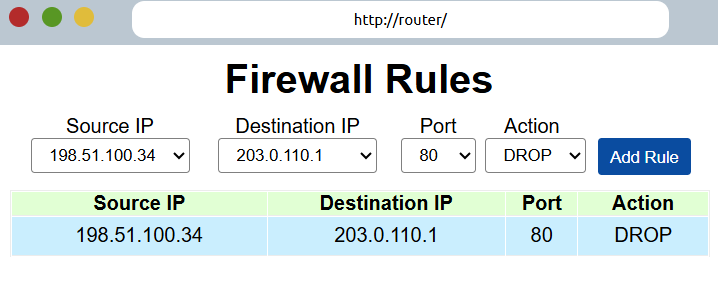 http://router/
Firewall Rules
Source IP Destination IP Port Action
198.51.100.34 203.0.110.1 80 DROP Add Rule
Source IP Destination IP Port Action
198.51.100.34 203.0.110.1 80 DROP